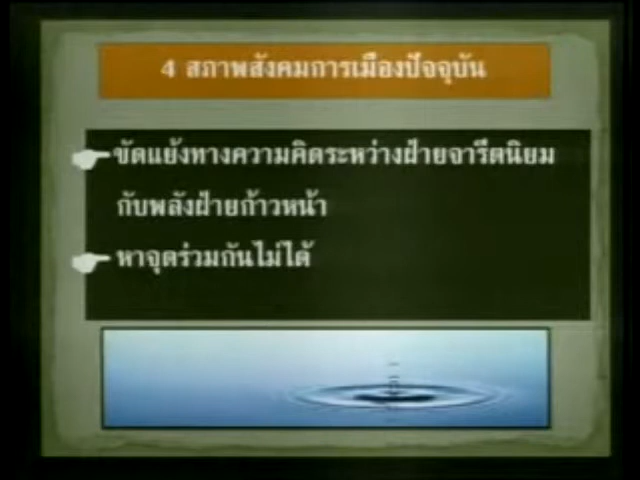 4 สภาพสังคมการเมืองปัจจุบัน
ขัดแย้งทางความคิดระหว่างฝ่ายจารีตนิยม
กับพลังฝ่ายก้าวหน้า
หาจุดร่วมกันไม่ได้